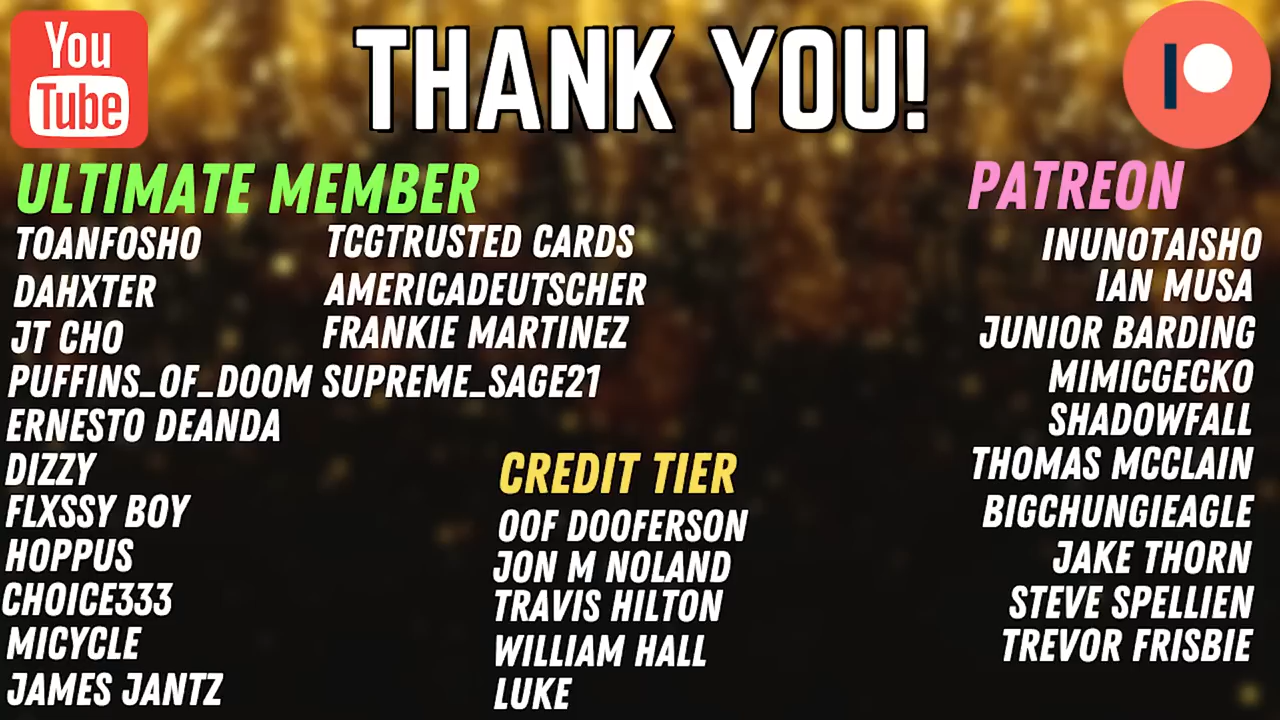 You
Tube
THANK YOU!
ULTIMATE MEMBER
TOANFOSHO
DAHXTER
JT CHO
PUFFINS_OF_DOOM
ERNESTO DEANDA
DIZZY
FLXSSY BOY
HOPPUS
CHOICE333
MICYCLE
JAMES JANTZ
TCGTRUSTED CARDS
AMERICADEUTSCHER
FRANKIE MARTINEZ
SUPREME_SAGE21
CREDIT TIER
OOF DOOFERSON
JON M NOLAND
TRAVIS HILTON
WILLIAM HALL
LUKE
PATREON
INUNOTAISHO
IAN MUSA
JUNIOR BARDING
MIMICGECKO
SHADOWFALL
THOMAS MCCLAIN
BIGCHUNGIEAGLE
JAKE THORN
STEVE SPELLIEN
TREVOR FRISBIE